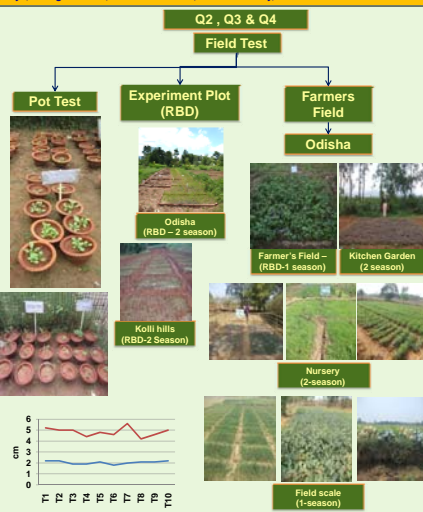 Q2 , Q3 & Q4
Field Test
Pot Test
Experiment Plot
(RBD)
Farmers
Field
Odisha
Odisha
(RBD – 2 season)
Farmer's Field –
(RBD-1 season)
Kitchen Garden
(2 season)
Kolli hills
(RBD-2 Season)
Nursery
(2-season)
Field scale
(1-season)
cm
6
5
4
3
2
1
0
T1
T2
T3
T4
T5
T6
T7
T8
T9
T10